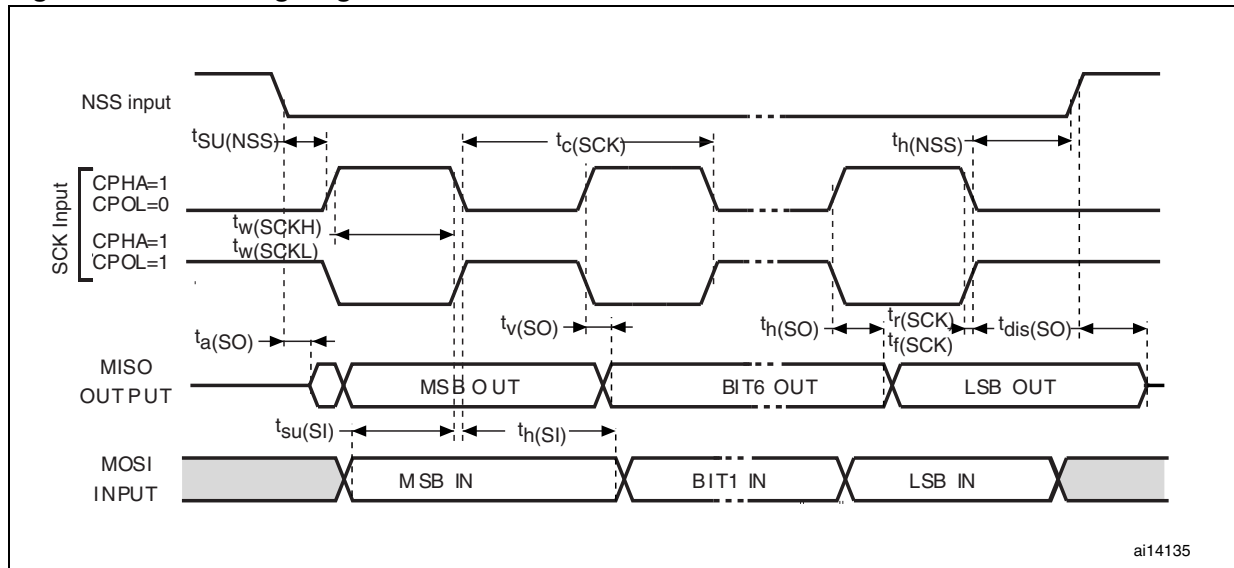 NSS input
tSU(NSS)
tc(SCK)
th(NSS)
SCK Input
CPHA=1
CPOL=0
tw(SCKH)
tw(SCKL)
CPHA=1
CPOL=1
ta(SO)
tv(SO)
th(SO)
tr(SCK)
tf(SCK)
tdis(SO)
MISO
OUTPUT
MSB OUT
BIT6 OUT
LSB OUT
tsu(SI)
th(SI)
MOSI
INPUT
MSB IN
BIT1 IN
LSB IN
ai14135